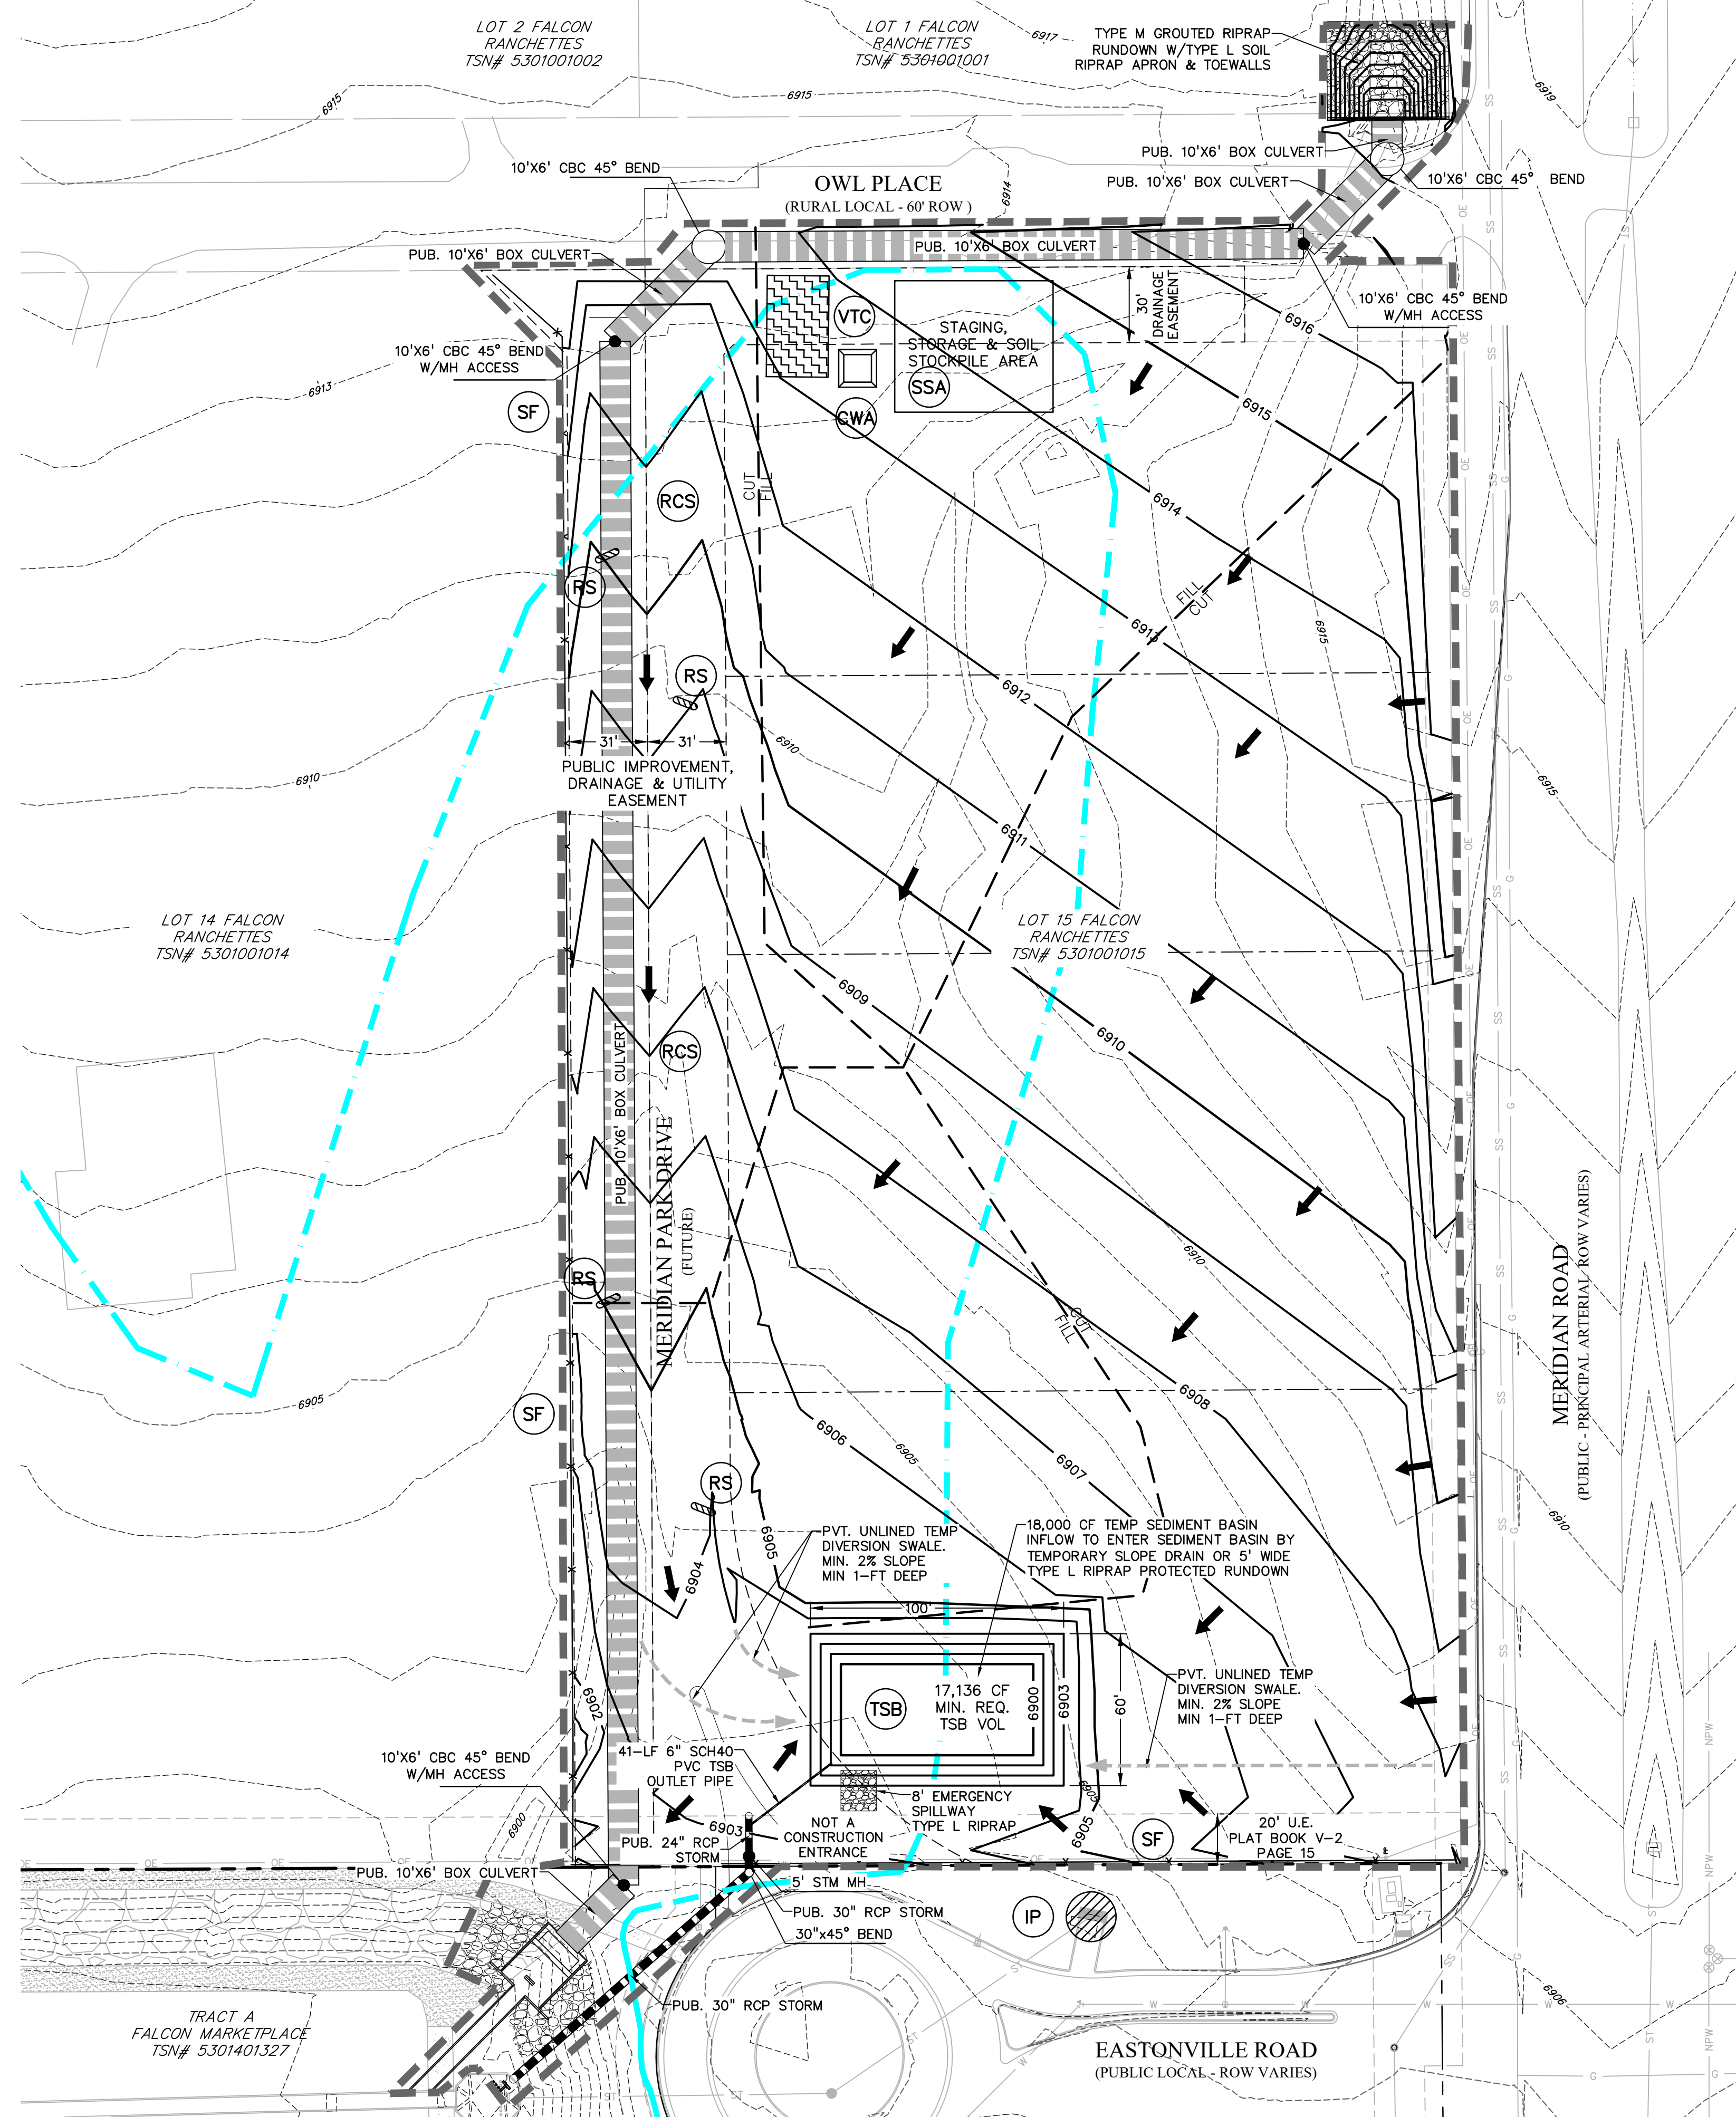 LOT 2 FALCON
RANCHETTES
TSN# 5301001002
LOT 1 FALCON
RANCHETTES
TSN# 5301001001
6917
TYPE M GROUTED RIPRAP
RUNDOWN W/TYPE L SOIL
RIPRAP APRON & TOEWALLS
6915
6915
6919
SS
10'X6' CBC 45° BEND
PUB. 10'X6' BOX CULVERT
PUB. 10'X6' BOX CULVERT
10'X6' CBC 45° BEND
OWL PLACE
(RURAL LOCAL - 60' ROW )
6914
OE
SS
ST
PUB. 10'X6' BOX CULVERT
PUB. 10'X6' BOX CULVERT
30'
DRAINAGE
EASEMENT
10'X6' CBC 45° BEND
W/MH ACCESS
VTC
STAGING,
STORAGE & SOIL
STOCKPILE AREA
SSA
CWA
6916
10'X6' CBC 45° BEND
W/MH ACCESS
6913
SF
6915
CUT
FILL
RCS
6914
RS
FILL
CUT
6913
6915
RS
6912
31'
31'
6910
PUBLIC IMPROVEMENT,
DRAINAGE & UTILITY
EASEMENT
6910
6915
6911
LOT 14 FALCON
RANCHETTES
TSN# 5301001014
LOT 15 FALCON
RANCHETTES
TSN# 5301001015
6909
6910
RCS
PUB. 10'X6' BOX CULVERT
MERIDIAN PARK DRIVE
(FUTURE)
MERIDIAN ROAD
(PUBLIC - PRINCIPAL ARTERIAL - ROW VARIES)
6910
RS
CUT
FILL
6905
SF
6908
6906
6905
6907
RS
6910
6905
6904
PVT. UNLINED TEMP
DIVERSION SWALE.
MIN. 2% SLOPE
MIN 1-FT DEEP
18,000 CF TEMP SEDIMENT BASIN
INFLOW TO ENTER SEDIMENT BASIN BY
TEMPORARY SLOPE DRAIN OR 5' WIDE
TYPE L RIPRAP PROTECTED RUNDOWN
100'
TSB
17,136 CF
MIN. REQ.
TSB VOL
6900
6903
60'
PVT. UNLINED TEMP
DIVERSION SWALE.
MIN. 2% SLOPE
MIN 1-FT DEEP
6902
10'X6' CBC 45° BEND
W/MH ACCESS
41-LF 6" SCH40
PVC TSB
OUTLET PIPE
6905
8' EMERGENCY
SPILLWAY
TYPE L RIPRAP
6900
6903
NOT A
CONSTRUCTION
ENTRANCE
6905
SF
20' U.E.
PLAT BOOK V-2
PAGE 15
PUB. 24" RCP
STORM
PUB. 10'X6' BOX CULVERT
5' STM MH
PUB. 30" RCP STORM
30"x45° BEND
IP
NPW
NPW
NPW
6906
PUB. 30" RCP STORM
TRACT A
FALCON MARKETPLACE
TSN# 5301401327
EASTONVILLE ROAD
(PUBLIC LOCAL - ROW VARIES)